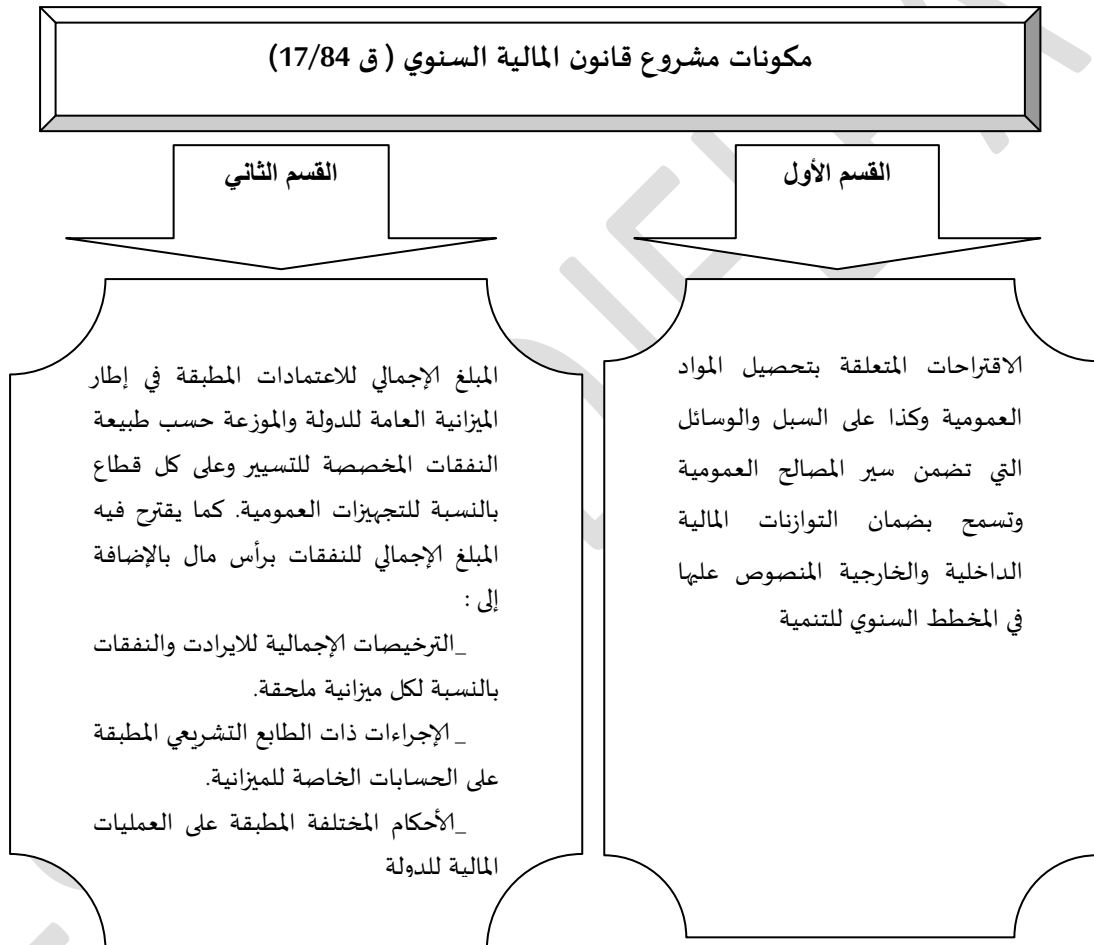 مكونات مشروع قانون المالية السنوي ( ق 17/84)
القسم الأول
الاقتراحات المتعلقة بتحصيل المواد
العمومية وكذا على السبل والوسائل
التي تضمن سير المصالح العمومية
وتسمح بضمان التوازنات المالية
الداخلية والخارجية المنصوص عليها
في المخطط السنوي للتنمية
القسم الثاني
المبلغ الإجمالي للاعتمادات المطبقة في إطار
الميزانية العامة للدولة والموزعة حسب طبيعة
النفقات المخصصة للتسيير وعلى كل قطاع
بالنسبة للتجهيزات العمومية. كما يقترح فيه
المبلغ الإجمالي للنفقات برأس مال بالإضافة
إلى :
_الترخيصات الإجمالية للايرادت والنفقات
بالنسبة لكل ميزانية ملحقة.
_ الإجراءات ذات الطابع التشريعي المطبقة
على الحسابات الخاصة للميزانية.
_الأحكام المختلفة المطبقة على العمليات
المالية للدولة